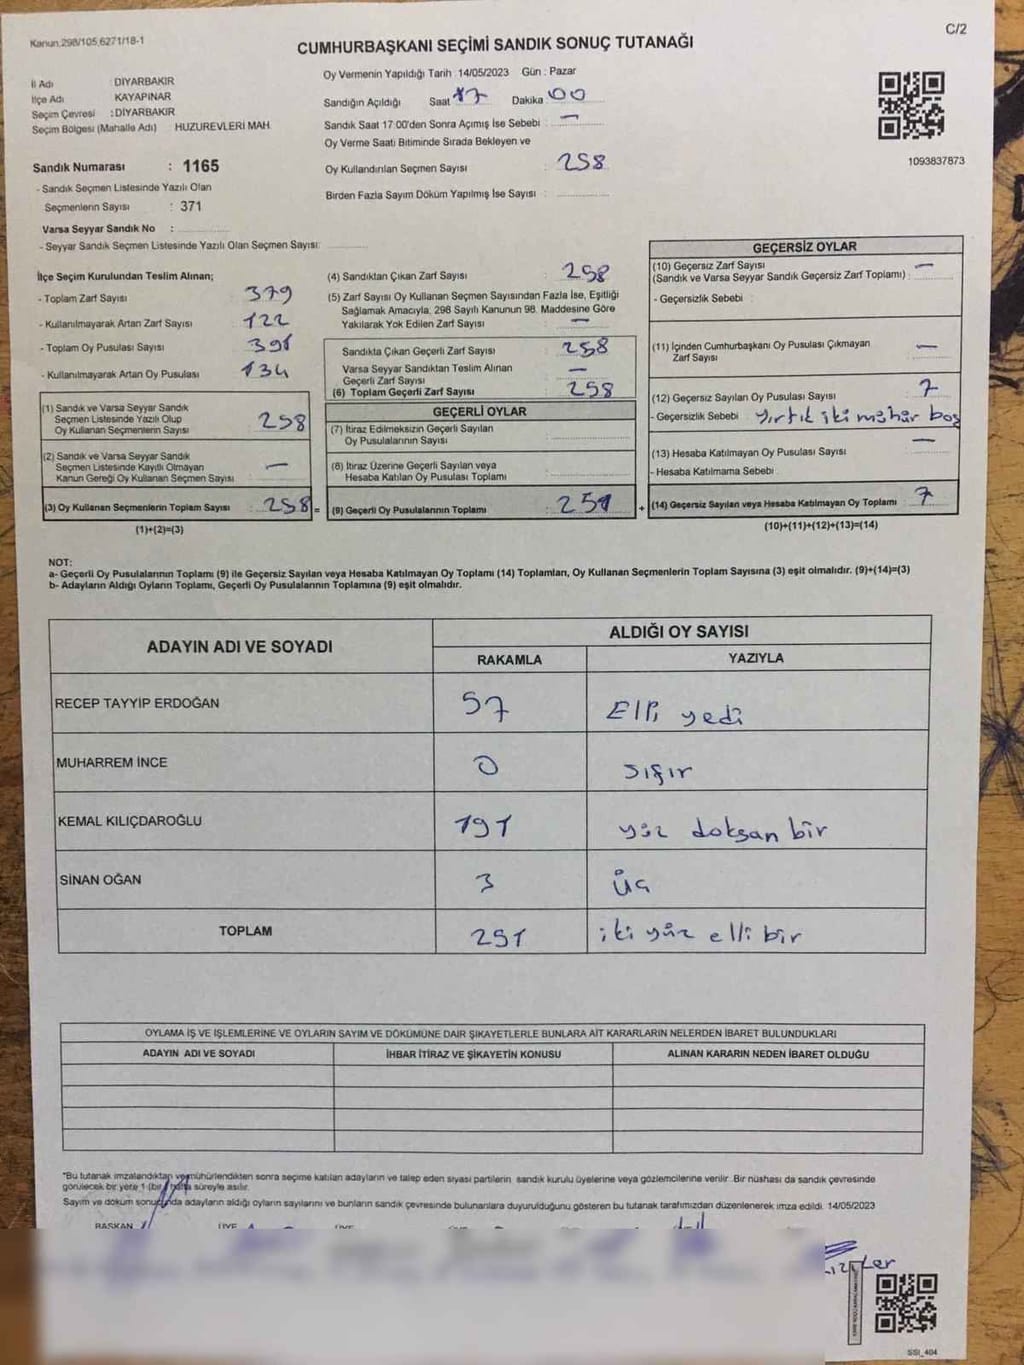 Kanun.298/105,6271/18-1
C/2
CUMHURBAŞKANI SEÇİMİ SANDIK SONUÇ TUTANAĞI
İl Adı DİYARBAKIR
İlçe Adı KAYAPINAR
Seçim Çevresi : DİYARBAKIR
Seçim Bölgesi (Mahalle Adı) HUZUREVLERİ MAH.
Sandık Numarası : 1165
- Sandık Seçmen Listesinde Yazılı Olan
Seçmenlerin Sayısı : 371
Varsa Seyyar Sandık No :
- Seyyar Sandık Seçmen Listesinde Yazılı Olan Seçmen Sayısı:
Oy Vermenin Yapıldığı Tarih :14/05/2023 Gün : Pazar
Sandığın Açıldığı Saat 17 Dakika 00
Sandık Saat 17:00'den Sonra Açımış İse Sebebi : —
Oy Verme Saati Bitiminde Sırada Bekleyen ve
Oy Kullandırılan Seçmen Sayısı : 258
Birden Fazla Sayım Döküm Yapılmış İse Sayısı :
1093837873
İlçe Seçim Kurulundan Teslim Alınan;
- Toplam Zarf Sayısı 379
- Kullanılmayarak Artan Zarf Sayısı 122
- Toplam Oy Pusulası Sayısı 391
- Kullanılmayarak Artan Oy Pusulası 134
(1) Sandık ve Varsa Seyyar Sandık
Seçmen Listesinde Yazılı Olup
Oy Kullanan Seçmenlerin Sayısı 258
(2) Sandık ve Varsa Seyyar Sandık
Seçmen Listesinde Kayıtlı Olmayan
Kanun Gereği Oy Kullanan Seçmen Sayısı —
(3) Oy Kullanan Seçmenlerin Toplam Sayısı : 258 =
(1)+(2)=(3)
(4) Sandıktan Çıkan Zarf Sayısı : 258
(5) Zarf Sayısı Oy Kullanan Seçmen Sayısından Fazla İse, Eşitliği
Sağlamak Amacıyla; 298 Sayılı Kanunun 98. Maddesine Göre
Yakılarak Yok Edilen Zarf Sayısı : —
Sandıkta Çıkan Geçerli Zarf Sayısı : 258
Varsa Seyyar Sandıktan Teslim Alınan
Geçerli Zarf Sayısı : —
(6) Toplam Geçerli Zarf Sayısı : 258
GEÇERLİ OYLAR
(7) İtiraz Edilmeksizin Geçerli Sayılan
Oy Pusulalarının Sayısı :
(8) İtiraz Üzerine Geçerli Sayılan veya
Hesaba Katılan Oy Pusulası Toplamı :
(9) Geçerli Oy Pusulalarının Toplamı : 251 +
GEÇERSİZ OYLAR
(10) Geçersiz Zarf Sayısı
(Sandık ve Varsa Seyyar Sandık Geçersiz Zarf Toplamı) : —
- Geçersizlik Sebebi :
(11) İçinden Cumhurbaşkanı Oy Pusulası Çıkmayan
Zarf Sayısı : —
(12) Geçersiz Sayılan Oy Pusulası Sayısı : 7
- Geçersizlik Sebebi Yırtık iki mühür boş
(13) Hesaba Katılmayan Oy Pusulası Sayısı : —
- Hesaba Katılmama Sebebi :
(14) Geçersiz Sayılan veya Hesaba Katılmayan Oy Toplamı : 7
(10)+(11)+(12)+(13)=(14)
NOT:
a- Geçerli Oy Pusulalarının Toplamı (9) ile Geçersiz Sayılan veya Hesaba Katılmayan Oy Toplamı (14) Toplamları, Oy Kullanan Seçmenlerin Toplam Sayısına (3) eşit olmalıdır. (9)+(14)=(3)
b- Adayların Aldığı Oyların Toplamı, Geçerli Oy Pusulalarının Toplamına (9) eşit olmalıdır.
ADAYIN ADI VE SOYADI
ALDIĞI OY SAYISI
RAKAMLA YAZIYLA
RECEP TAYYİP ERDOĞAN 57 Elli yedi
MUHARREM İNCE 0 sıfır
KEMAL KILIÇDAROĞLU 191 yüz doksan bir
SİNAN OĞAN 3 üç
TOPLAM 251 iki yüz elli bir
OYLAMA İŞ VE İŞLEMLERİNE VE OYLARIN SAYIM VE DÖKÜMÜNE DAİR ŞİKAYETLERLE BUNLARA AİT KARARLARIN NELERDEN İBARET BULUNDUKLARI
ADAYIN ADI VE SOYADI İHBAR İTİRAZ VE ŞİKAYETİN KONUSU ALINAN KARARIN NEDEN İBARET OLDUĞU
*Bu tutanak imzalandıktan ve mühürlendikten sonra seçime katılan adayların ve talep eden siyasi partilerin sandık kurulu üyelerine veya gözlemcilerine verilir. Bir nüshası da sandık çevresinde
görülecek bir yere 1 (bir) hafta süreyle asılır.
Sayım ve döküm sonucunda adayların aldığı oyların sayılarını ve bunların sandık çevresinde bulunanlara duyurulduğunu gösteren bu tutanak tarafımızdan düzenlenerek imza edildi. 14/05/2023
BAŞKAN ÜYE ÜYE
SSI_404